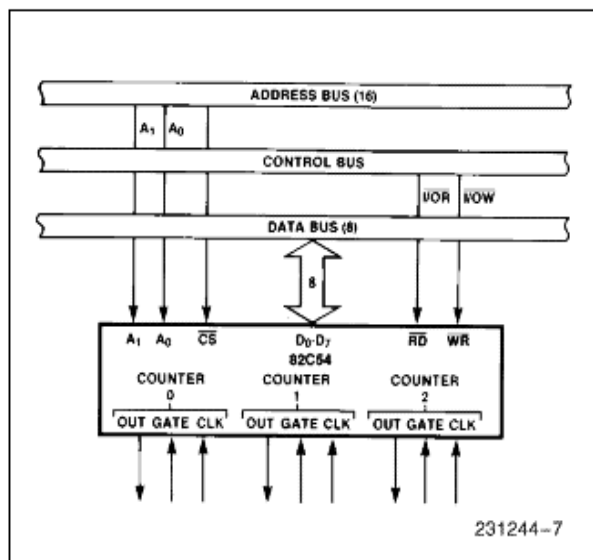 ADDRESS BUS (16)
A₁ A₀
CONTROL BUS
I/OR I/OW
DATA BUS (8)
8
A₁ A₀ CS D₀-D₇ RD WR
82C54
COUNTER COUNTER COUNTER
0 1 2
OUT GATE CLK OUT GATE CLK OUT GATE CLK
231244-7